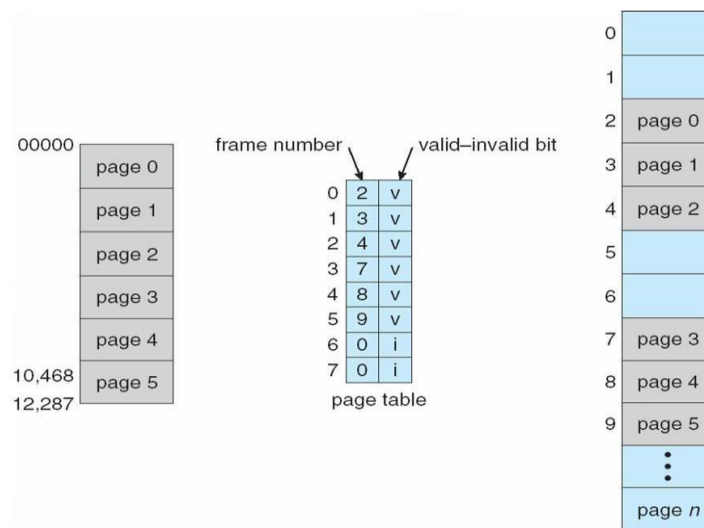 00000
page 0
page 1
page 2
page 3
page 4
page 5
10,468
12,287
frame number
valid–invalid bit
0 2 v
1 3 v
2 4 v
3 7 v
4 8 v
5 9 v
6 0 i
7 0 i
page table
0
1
2 page 0
3 page 1
4 page 2
5
6
7 page 3
8 page 4
9 page 5
page n